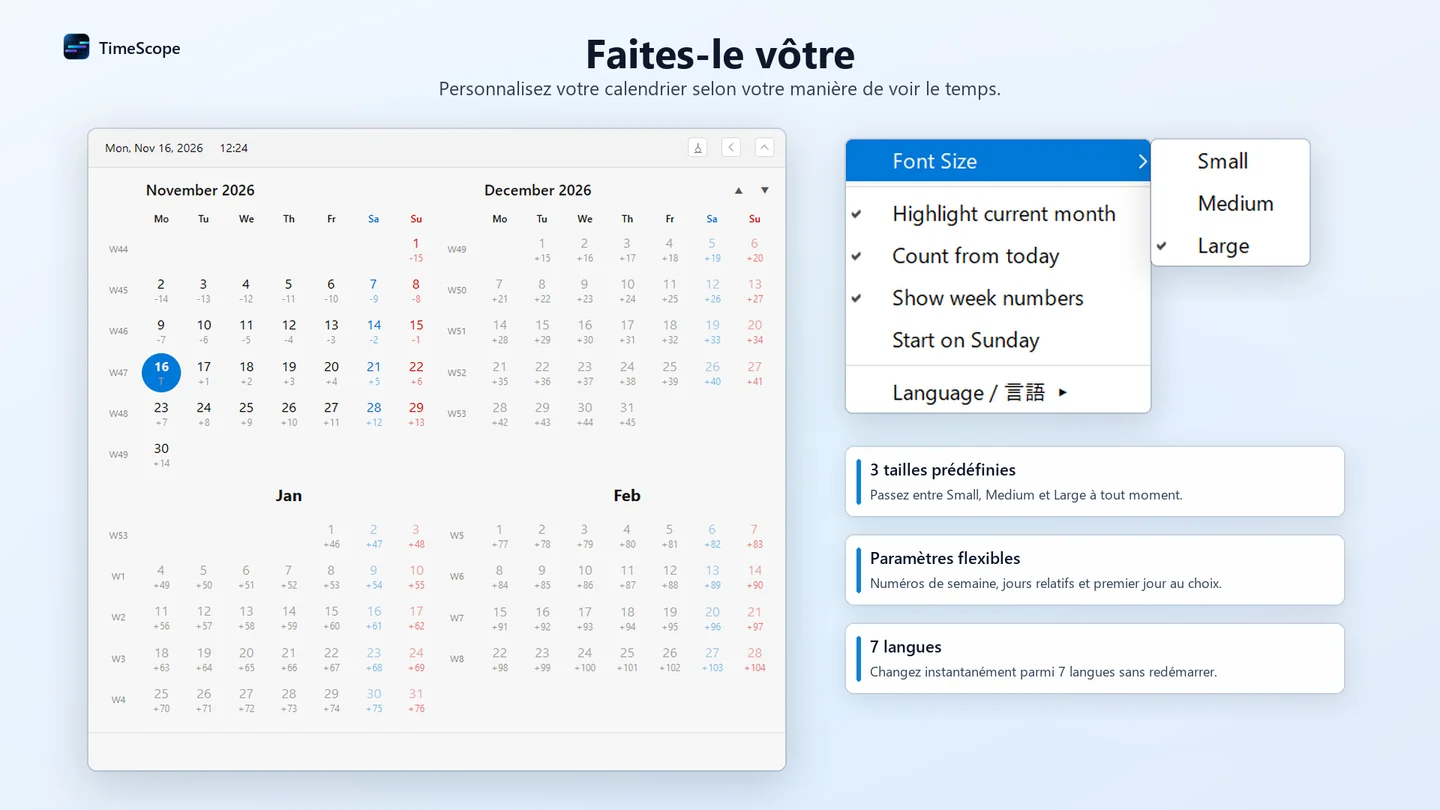 TimeScope
Faites-le vôtre
Personnalisez votre calendrier selon votre manière de voir le temps.
Mon, Nov 16, 2026 12:24
November 2026
Mo Tu We Th Fr Sa Su
W44 1
-15
W45 2 3 4 5 6 7 8
-14 -13 -12 -11 -10 -9 -8
W46 9 10 11 12 13 14 15
-7 -6 -5 -4 -3 -2 -1
W47 16 17 18 19 20 21 22
T +1 +2 +3 +4 +5 +6
W48 23 24 25 26 27 28 29
+7 +8 +9 +10 +11 +12 +13
W49 30
+14
December 2026
Mo Tu We Th Fr Sa Su
W49 1 2 3 4 5 6
+15 +16 +17 +18 +19 +20
W50 7 8 9 10 11 12 13
+21 +22 +23 +24 +25 +26 +27
W51 14 15 16 17 18 19 20
+28 +29 +30 +31 +32 +33 +34
W52 21 22 23 24 25 26 27
+35 +36 +37 +38 +39 +40 +41
W53 28 29 30 31
+42 +43 +44 +45
Jan
W53 1 2 3
+46 +47 +48
W1 4 5 6 7 8 9 10
+49 +50 +51 +52 +53 +54 +55
W2 11 12 13 14 15 16 17
+56 +57 +58 +59 +60 +61 +62
W3 18 19 20 21 22 23 24
+63 +64 +65 +66 +67 +68 +69
W4 25 26 27 28 29 30 31
+70 +71 +72 +73 +74 +75 +76
Feb
W5 1 2 3 4 5 6 7
+77 +78 +79 +80 +81 +82 +83
W6 8 9 10 11 12 13 14
+84 +85 +86 +87 +88 +89 +90
W7 15 16 17 18 19 20 21
+91 +92 +93 +94 +95 +96 +97
W8 22 23 24 25 26 27 28
+98 +99 +100 +101 +102 +103 +104
Font Size
Highlight current month
Count from today
Show week numbers
Start on Sunday
Language / 言語
Small
Medium
Large
3 tailles prédéfinies
Passez entre Small, Medium et Large à tout moment.
Paramètres flexibles
Numéros de semaine, jours relatifs et premier jour au choix.
7 langues
Changez instantanément parmi 7 langues sans redémarrer.